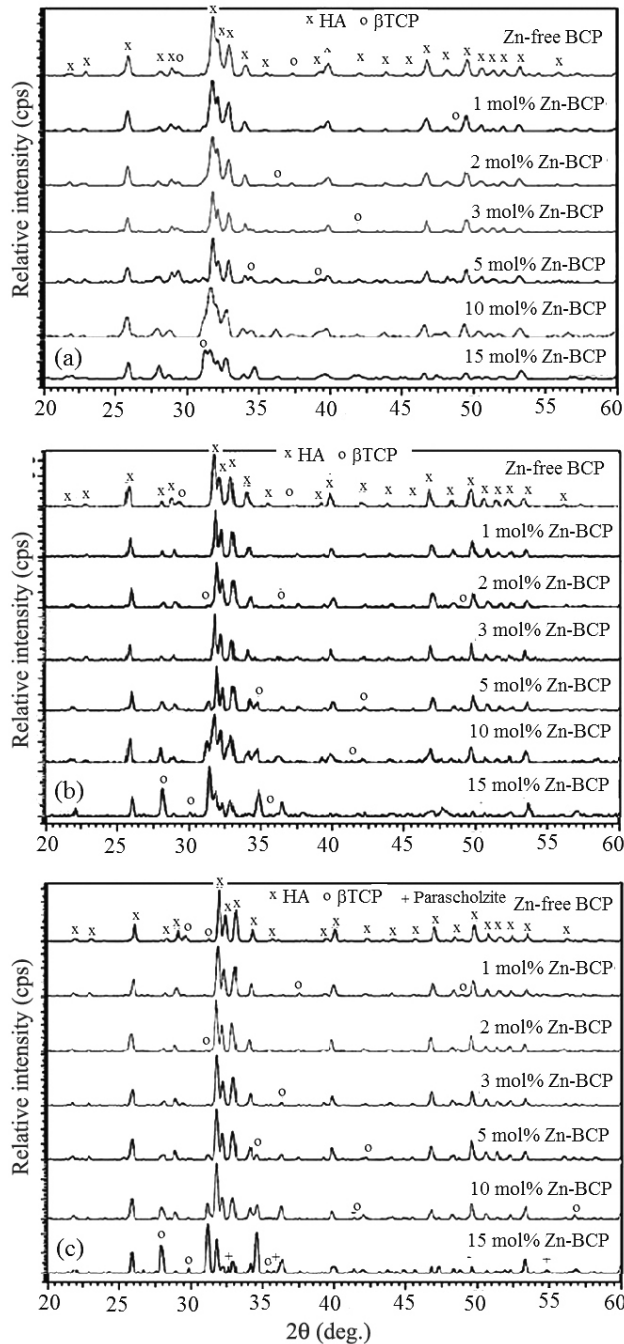 x HA o βTCP
Zn-free BCP
1 mol% Zn-BCP
2 mol% Zn-BCP
3 mol% Zn-BCP
5 mol% Zn-BCP
10 mol% Zn-BCP
15 mol% Zn-BCP
(a)
Relative intensity (cps)
20 25 30 35 40 45 50 55 60
x HA o βTCP
Zn-free BCP
1 mol% Zn-BCP
2 mol% Zn-BCP
3 mol% Zn-BCP
5 mol% Zn-BCP
10 mol% Zn-BCP
15 mol% Zn-BCP
(b)
Relative intensity (cps)
20 25 30 35 40 45 50 55 60
x HA o βTCP + Parascholzite
Zn-free BCP
1 mol% Zn-BCP
2 mol% Zn-BCP
3 mol% Zn-BCP
5 mol% Zn-BCP
10 mol% Zn-BCP
15 mol% Zn-BCP
(c)
Relative intensity (cps)
20 25 30 35 40 45 50 55 60
2θ (deg.)